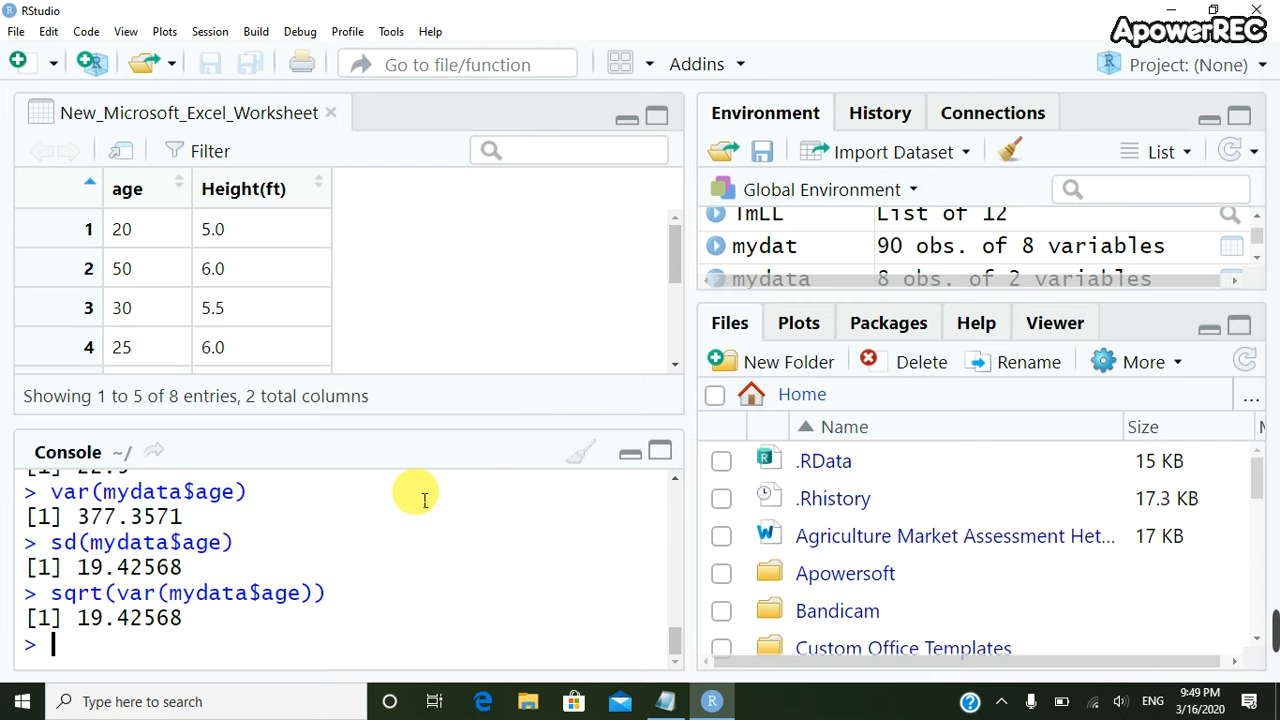 RStudio
ApowerREC
File Edit Code View Plots Session Build Debug Profile Tools Help
Go to file/function Addins Project: (None)
New_Microsoft_Excel_Worksheet
Filter
age Height(ft)
1 20 5.0
2 50 6.0
3 30 5.5
4 25 6.0
Showing 1 to 5 of 8 entries, 2 total columns
Console ~/
> var(mydata$age)
[1] 377.3571
> sd(mydata$age)
[1] 19.42568
> sqrt(var(mydata$age))
[1] 19.42568
>
Environment History Connections
Import Dataset List
Global Environment
List of 12
mydat 90 obs. of 8 variables
mydata 8 obs. of 2 variables
Files Plots Packages Help Viewer
New Folder Delete Rename More
Home ...
Name Size
.RData 15 KB
.Rhistory 17.3 KB
Agriculture Market Assessment Het... 17 KB
Apowersoft
Bandicam
Custom Office Templates
Type here to search
ENG
9:49 PM
3/16/2020